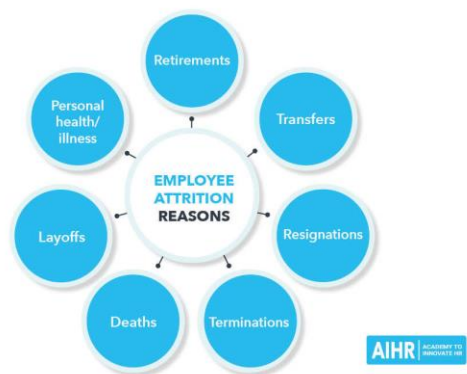 Retirements
Transfers
Resignations
Terminations
Deaths
Layoffs
Personal
health/
illness
EMPLOYEE
ATTRITION
REASONS
AIHR
ACADEMY TO
INNOVATE HR